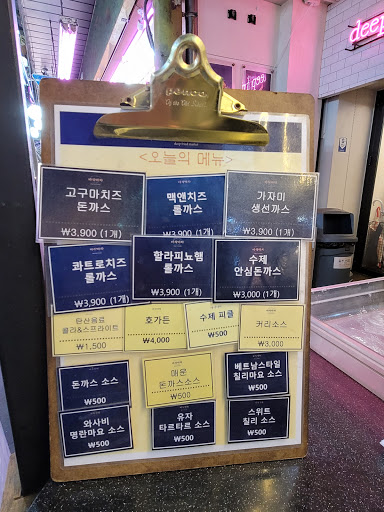 penco
deep
<오늘의 메뉴>
고구마치즈
돈까스
₩3,900 (1개)
맥앤치즈
롤까스
₩3,900 (1개)
가자미
생선까스
₩3,900 (1개)
콰트로치즈
롤까스
₩3,900 (1개)
할라피뇨햄
롤까스
₩3,900 (1개)
수제
안심돈까스
₩3,000 (1개)
탄산음료
콜라&스프라이트
₩1,500
호가든
₩4,000
수제 피클
₩500
커리소스
₩3,000
돈까스 소스
₩500
매운
돈까스소스
₩500
베트남스타일
칠리마요 소스
₩500
와사비
명란마요 소스
₩500
유자
타르타르 소스
₩500
스위트
칠리 소스
₩500